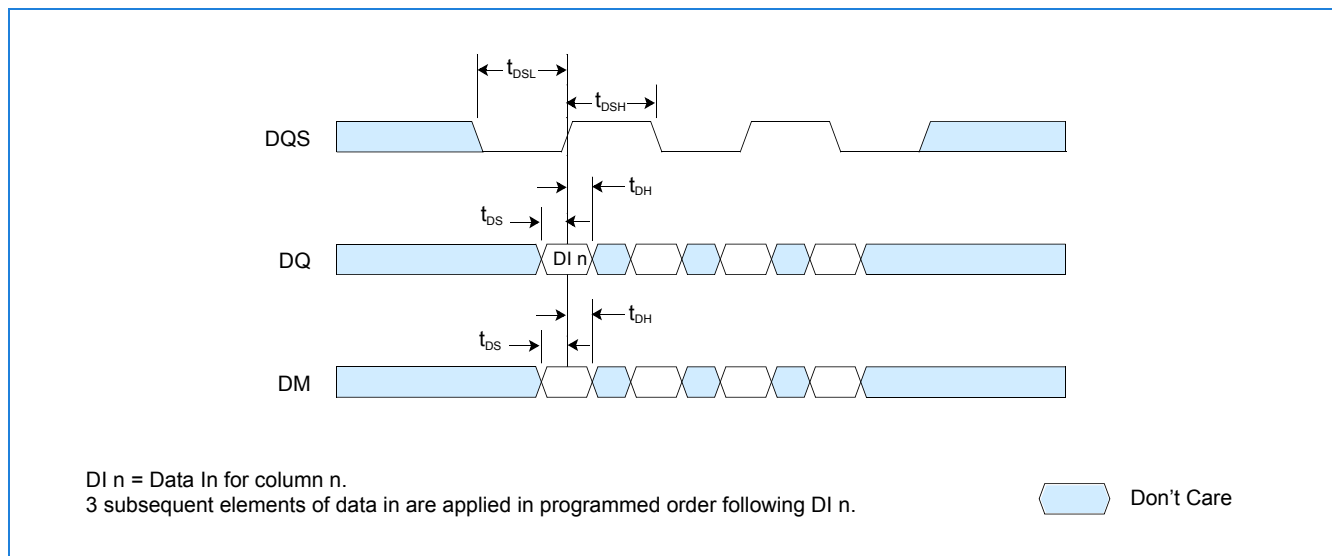 tDSL
tDSH
DQS
tDH
tDS
DQ
DI n
tDH
tDS
DM
DI n = Data In for column n.
3 subsequent elements of data in are applied in programmed order following DI n.
Don't Care